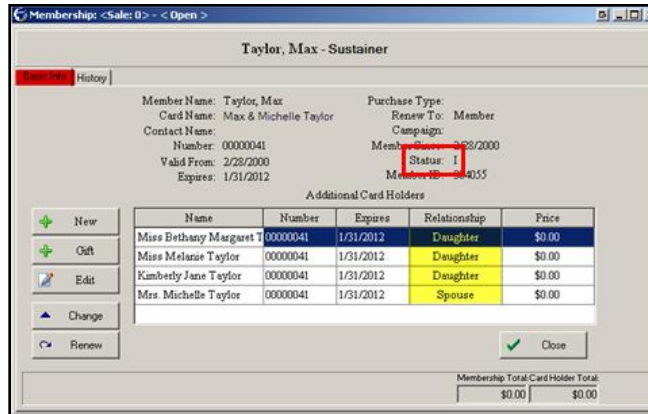 Membership: <Sale: 0> - < Open >
Taylor, Max - Sustainer
Basic Info History
Member Name: Taylor, Max Purchase Type:
Card Name: Max & Michelle Taylor Renew To: Member
Contact Name: Campaign:
Number: 00000041 Member Since: 2/28/2000
Valid From: 2/28/2000 Status: I
Expires: 1/31/2012 Member ID: 4055
Additional Card Holders
New
Gift
Edit
Change
Renew
Name Number Expires Relationship Price
Miss Bethany Margaret T 00000041 1/31/2012 Daughter $0.00
Miss Melanie Taylor 00000041 1/31/2012 Daughter $0.00
Kimberly Jane Taylor 00000041 1/31/2012 Daughter $0.00
Mrs. Michelle Taylor 00000041 1/31/2012 Spouse $0.00
Close
Membership Total: Card Holder Total:
$0.00 $0.00